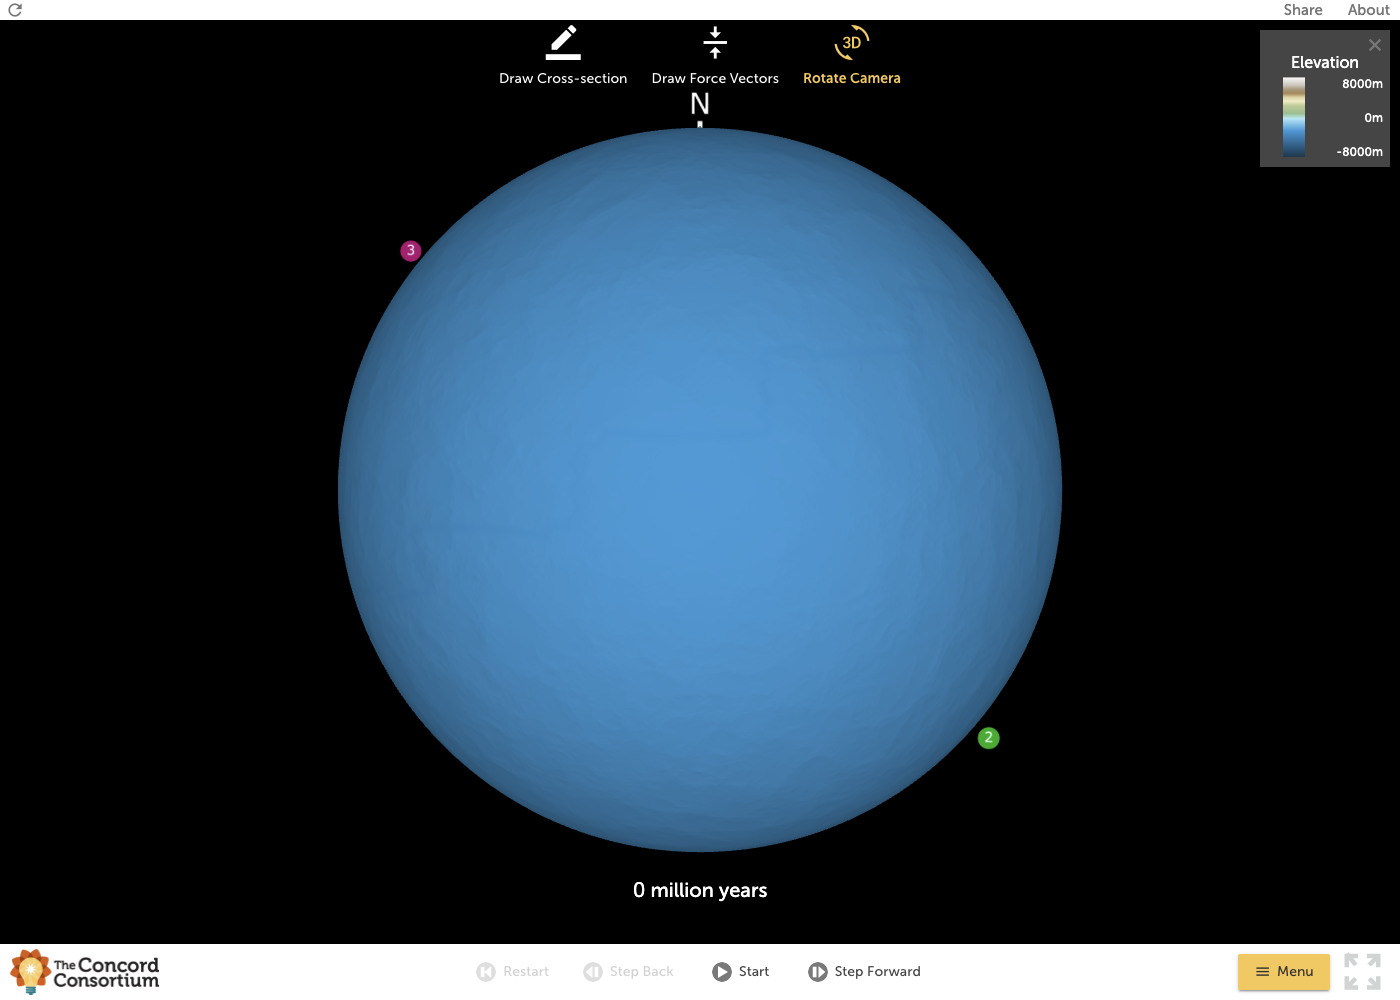 Share About
Draw Cross-section
Draw Force Vectors
3D
Rotate Camera
Elevation
8000m
0m
-8000m
N
3
2
0 million years
The Concord
Consortium
Restart
Step Back
Start
Step Forward
Menu